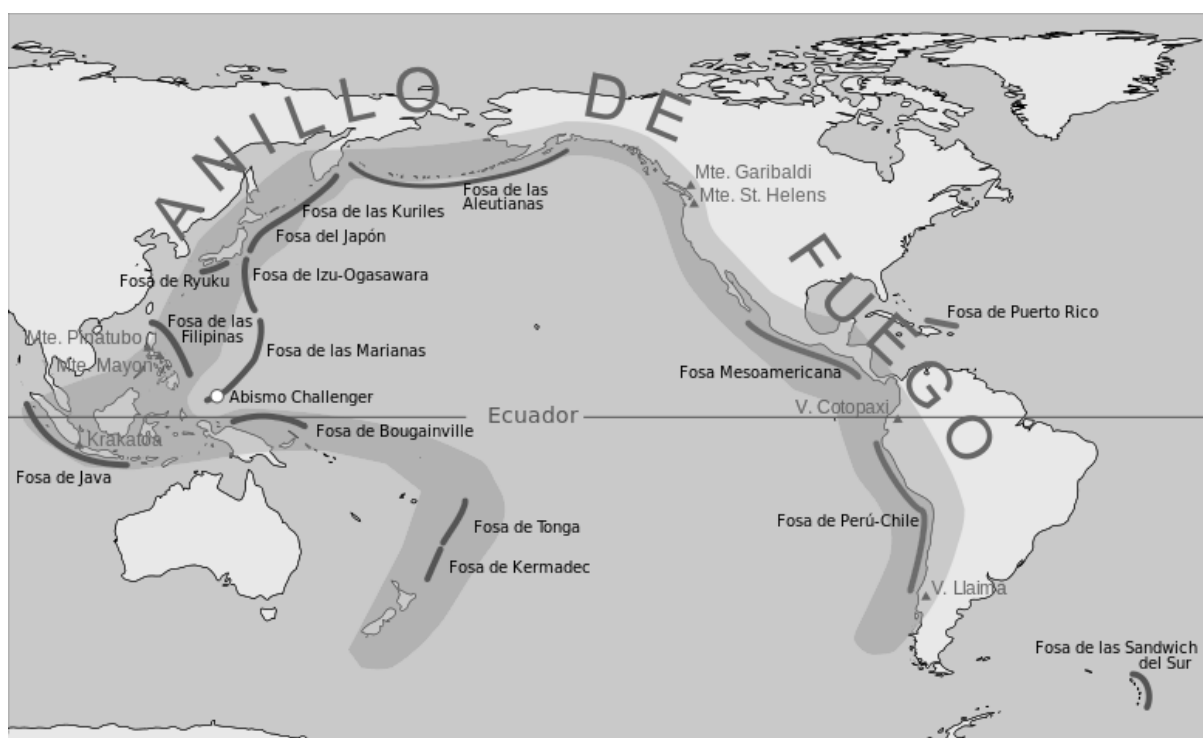 ANILLO DE FUEGO
Mte. Garibaldi
Mte. St. Helens
Fosa de las
Aleutianas
Fosa de las Kuriles
Fosa del Japón
Fosa de Ryuku
Fosa de Izu-Ogasawara
Fosa de Puerto Rico
Fosa de las
Filipinas
Mte. Pinatubo
Fosa de las Marianas
Mte. Mayon
Fosa Mesoamericana
Abismo Challenger
V. Cotopaxi
Ecuador
Fosa de Bougainville
Krakatoa
Fosa de Java
Fosa de Tonga
Fosa de Perú-Chile
Fosa de Kermadec
V. Llaima
Fosa de las Sandwich
del Sur